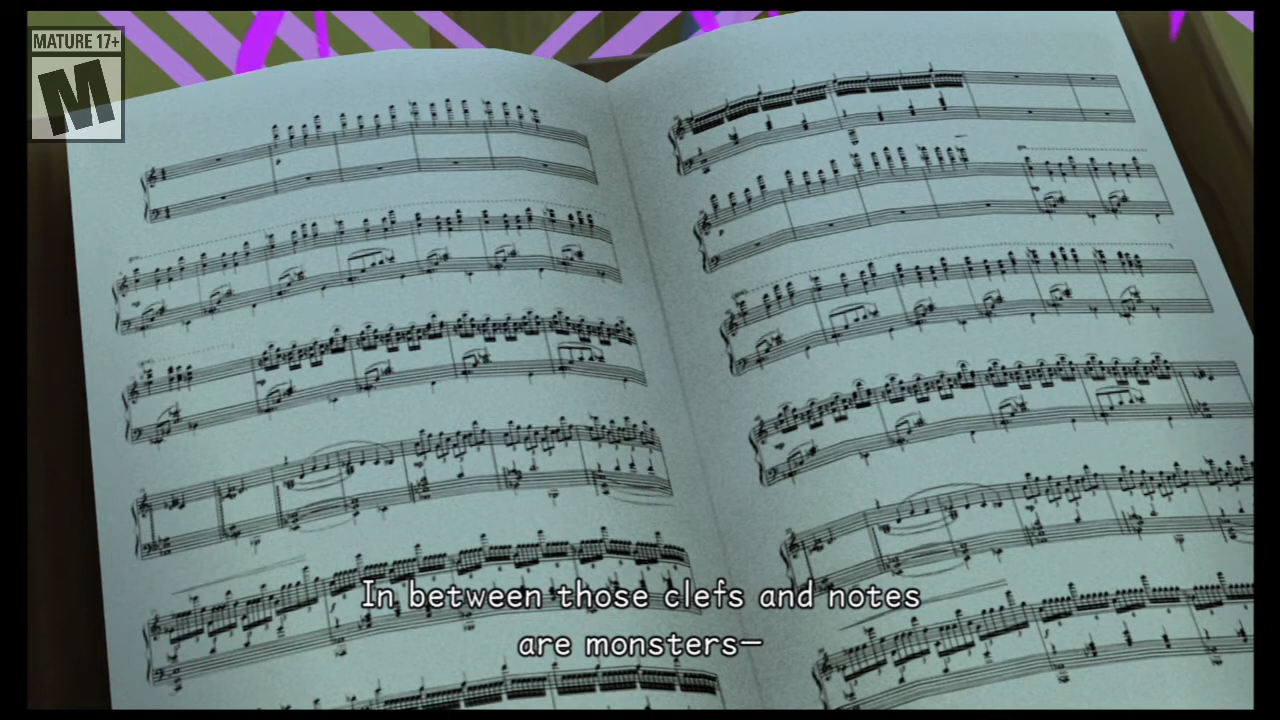 MATURE 17+
M
In between those clefs and notes
are monsters—